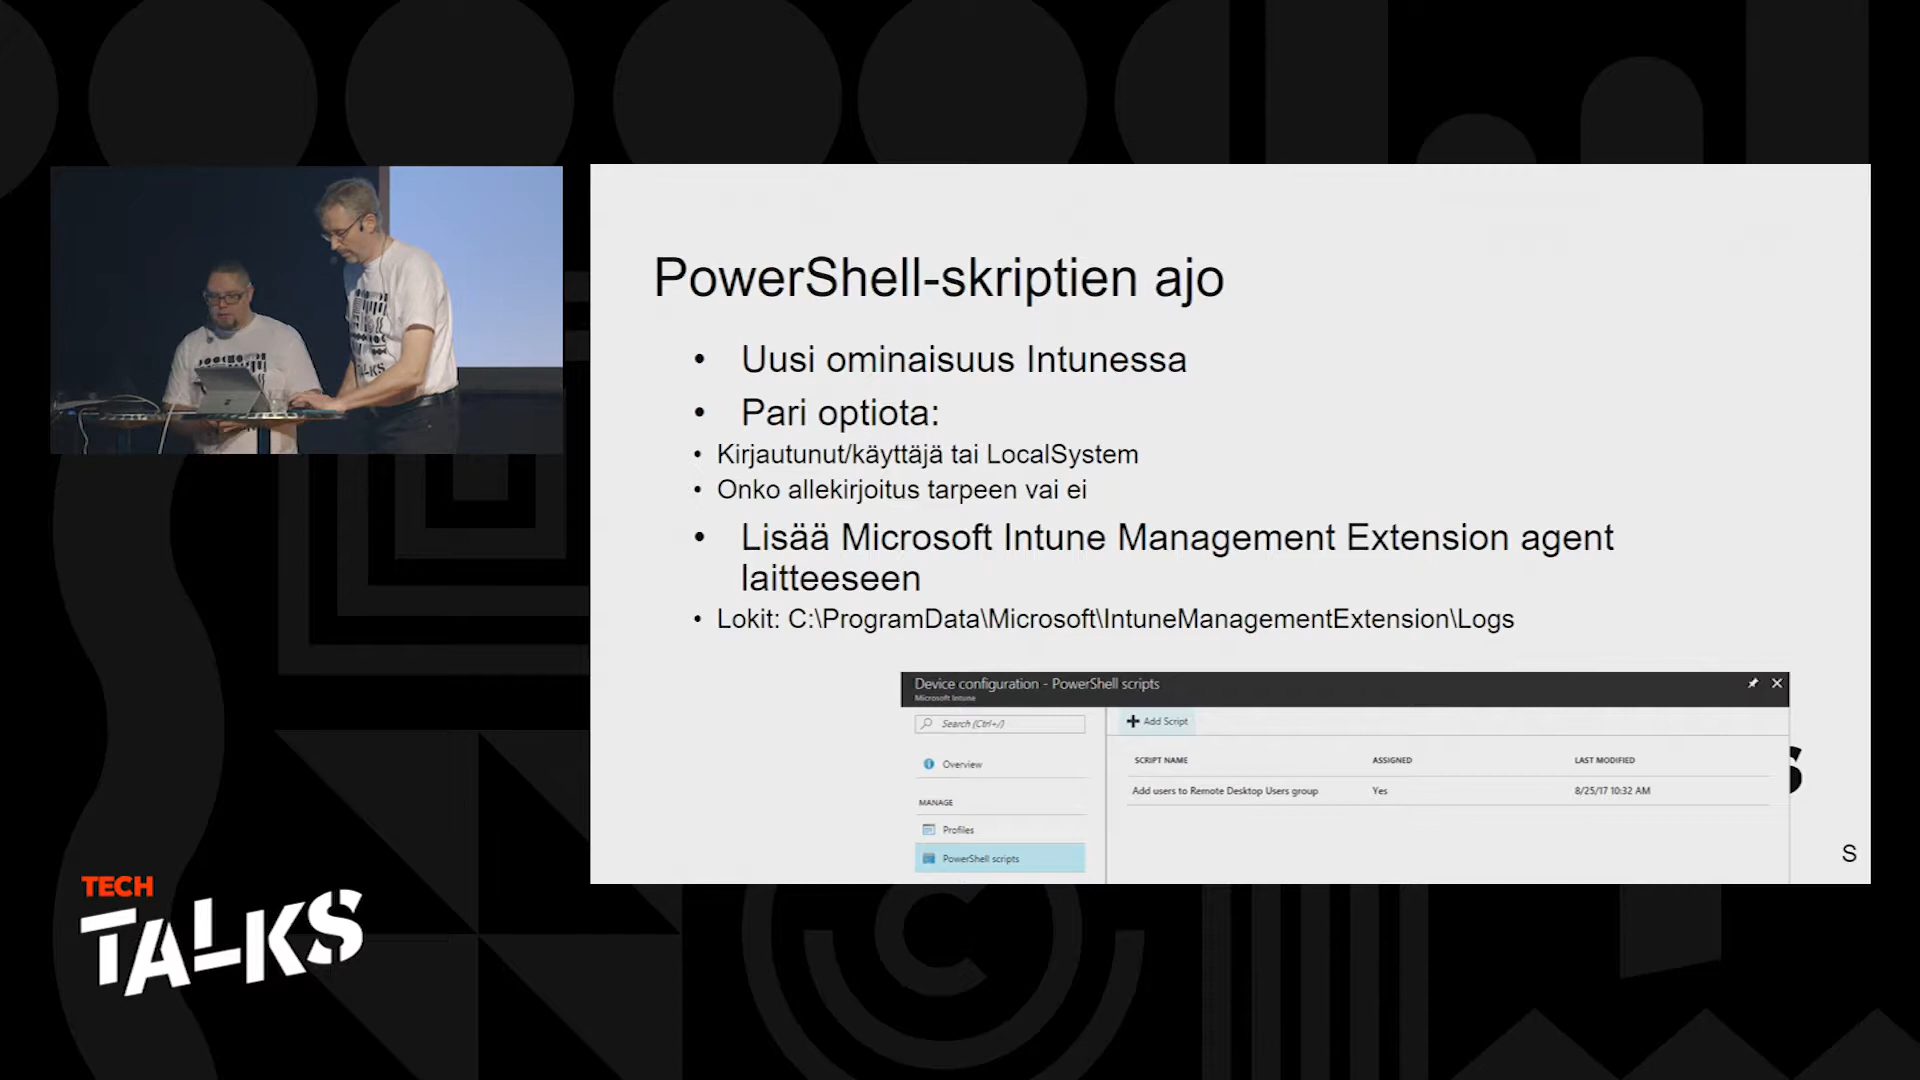 PowerShell-skriptien ajo
• Uusi ominaisuus Intunessa
• Pari optiota:
• Kirjautunut/käyttäjä tai LocalSystem
• Onko allekirjoitus tarpeen vai ei
• Lisää Microsoft Intune Management Extension agent
laitteeseen
• Lokit: C:\ProgramData\Microsoft\IntuneManagementExtension\Logs
Device configuration - PowerShell scripts
Microsoft Intune
Search (Ctrl+/)
Add Script
Overview
SCRIPT NAME ASSIGNED LAST MODIFIED
Add users to Remote Desktop Users group Yes 8/25/17 10:32 AM
MANAGE
Profiles
PowerShell scripts
S
S
TECH
TALKS
TALKS